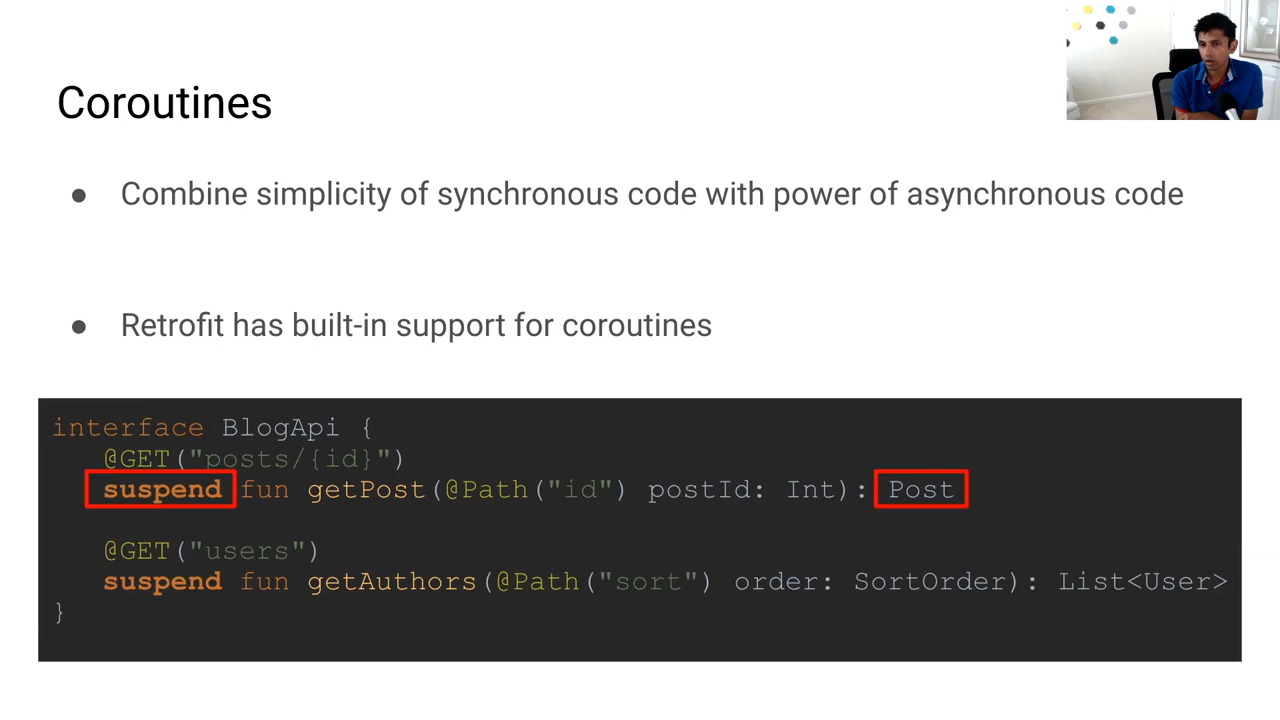 Coroutines
● Combine simplicity of synchronous code with power of asynchronous code
● Retrofit has built-in support for coroutines
interface BlogApi {
@GET("posts/{id}")
suspend fun getPost(@Path("id") postId: Int): Post
@GET("users")
suspend fun getAuthors(@Path("sort") order: SortOrder): List<User>
}